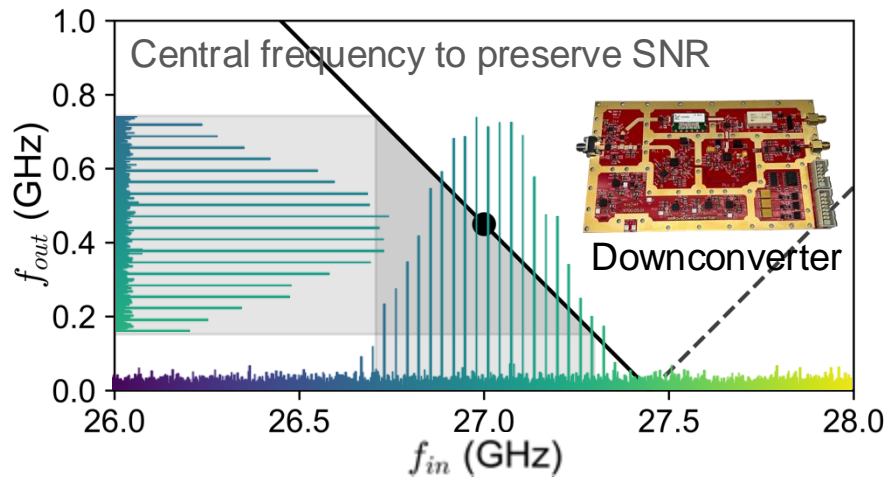 Central frequency to preserve SNR
1.0
0.8
0.6
0.4
0.2
0.0
f_out (GHz)
Downconverter
26.0 26.5 27.0 27.5 28.0
f_in (GHz)